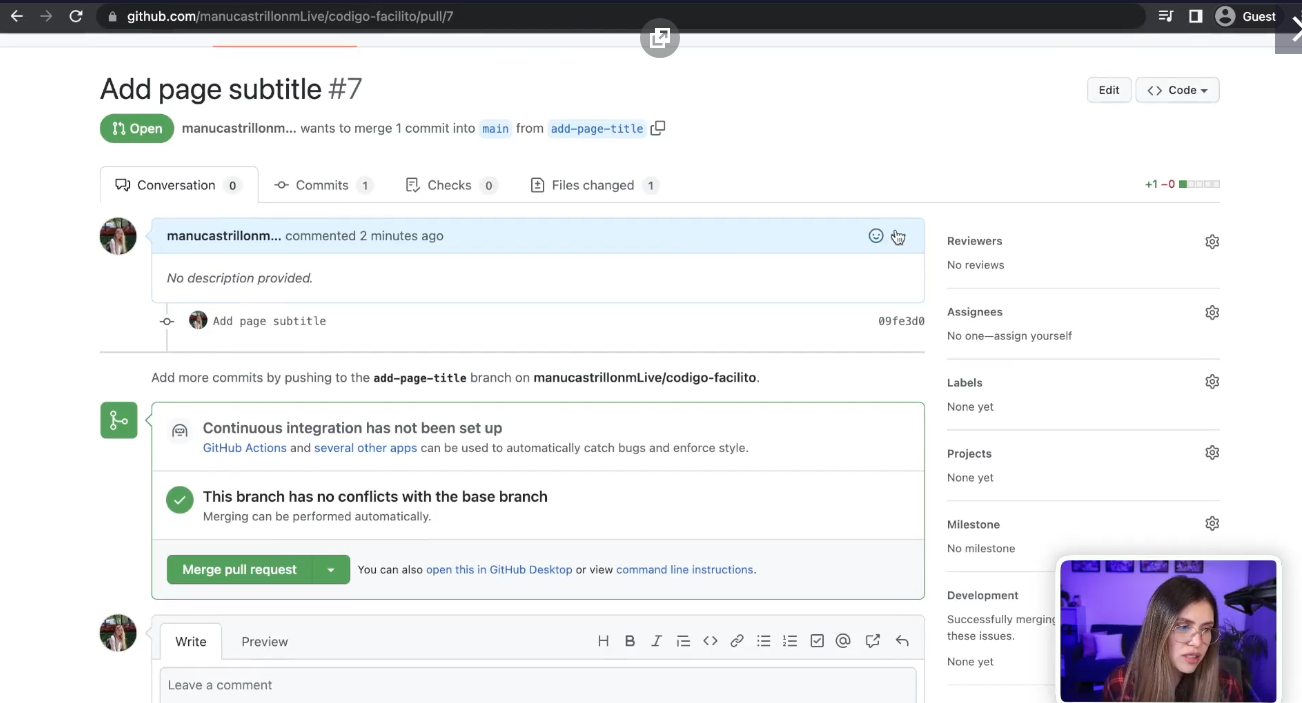 github.com/manucastrillonmLive/codigo-facilito/pull/7
Guest
Add page subtitle #7
Edit
Code
Open
manucastrillonm... wants to merge 1 commit into main from add-page-title
Conversation 0
Commits 1
Checks 0
Files changed 1
+1 −0
manucastrillonm... commented 2 minutes ago
No description provided.
Add page subtitle
09fe3d0
Add more commits by pushing to the add-page-title branch on manucastrillonmLive/codigo-facilito.
Continuous integration has not been set up
GitHub Actions and several other apps can be used to automatically catch bugs and enforce style.
This branch has no conflicts with the base branch
Merging can be performed automatically.
Merge pull request
You can also open this in GitHub Desktop or view command line instructions.
Write
Preview
Leave a comment
Reviewers
No reviews
Assignees
No one—assign yourself
Labels
None yet
Projects
None yet
Milestone
No milestone
Development
Successfully merging
these issues.
None yet